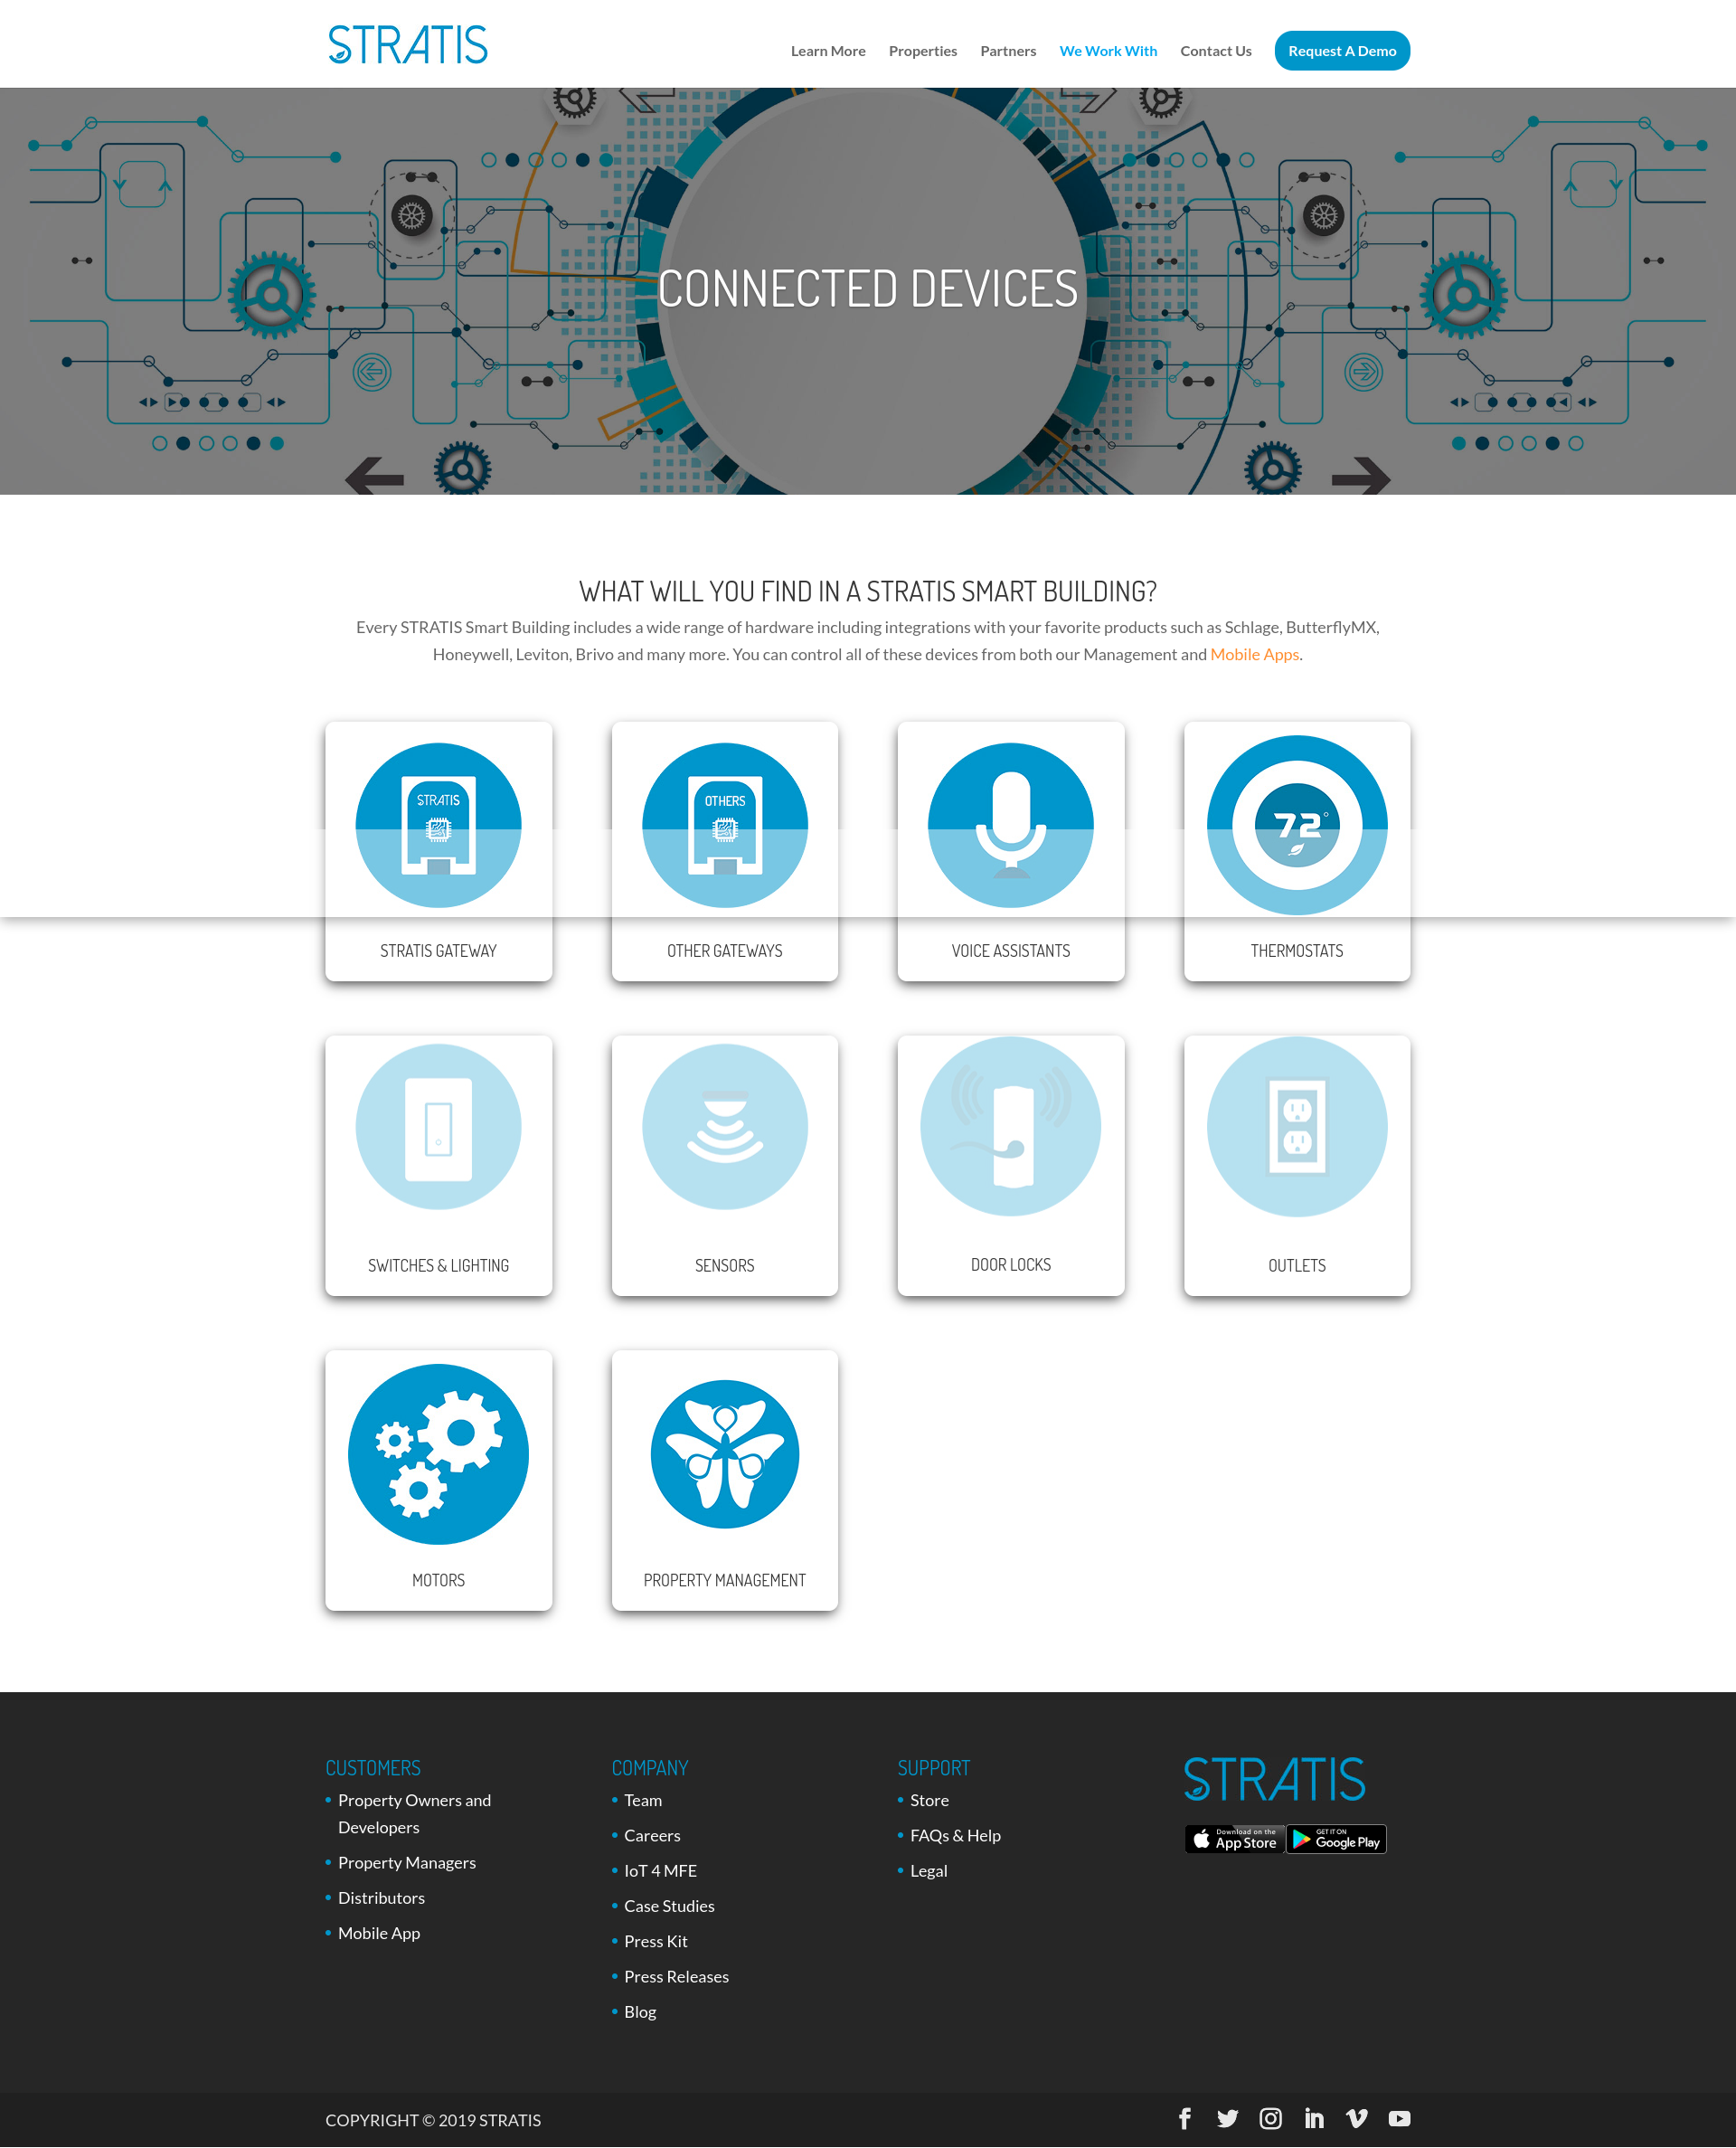 STRATIS
Learn More
Properties
Partners
We Work With
Contact Us
Request A Demo
CONNECTED DEVICES
WHAT WILL YOU FIND IN A STRATIS SMART BUILDING?
Every STRATIS Smart Building includes a wide range of hardware including integrations with your favorite products such as Schlage, ButterflyMX,
Honeywell, Leviton, Brivo and many more. You can control all of these devices from both our Management and Mobile Apps.
STRATIS
OTHERS
72°
STRATIS GATEWAY
OTHER GATEWAYS
VOICE ASSISTANTS
THERMOSTATS
SWITCHES & LIGHTING
SENSORS
DOOR LOCKS
OUTLETS
MOTORS
PROPERTY MANAGEMENT
CUSTOMERS
Property Owners and
Developers
Property Managers
Distributors
Mobile App
COMPANY
Team
Careers
IoT 4 MFE
Case Studies
Press Kit
Press Releases
Blog
SUPPORT
Store
FAQs & Help
Legal
STRATIS
Download on the
App Store
GET IT ON
Google Play
COPYRIGHT © 2019 STRATIS